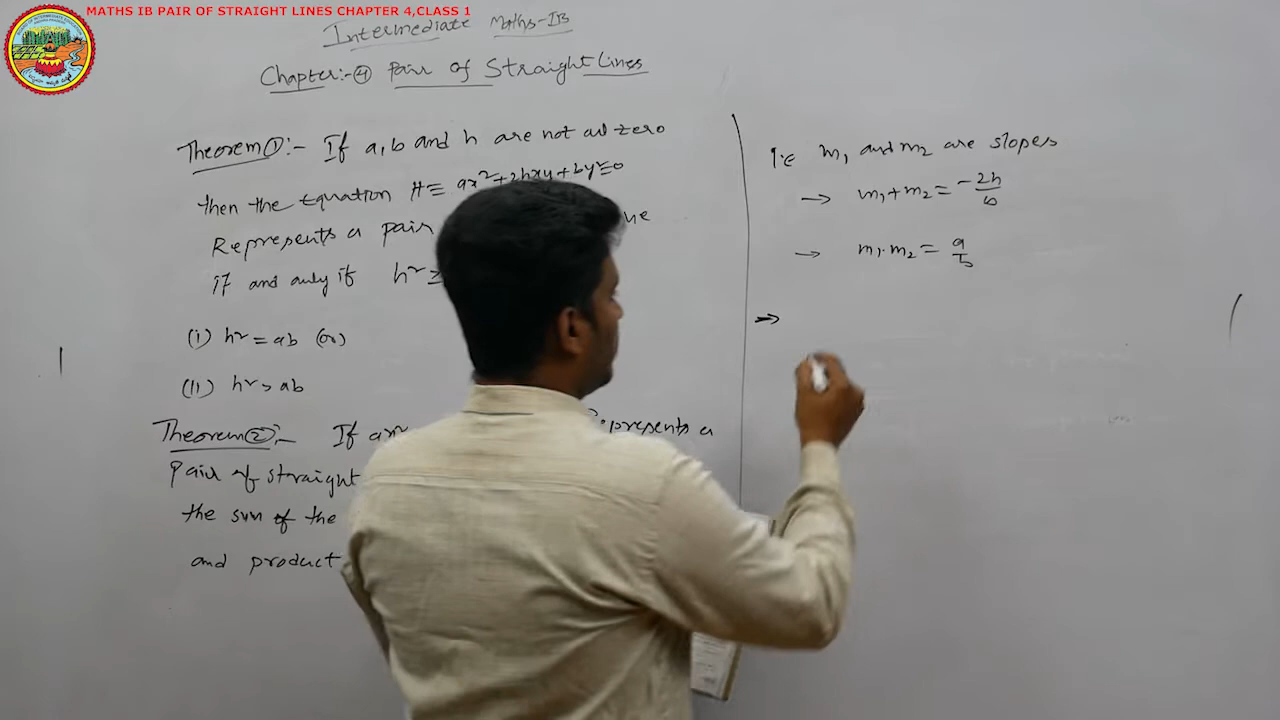 MATHS IB PAIR OF STRAIGHT LINES CHAPTER 4,CLASS 1
Intermediate Maths-IB
Chapter:-④ Pair of Straight Lines
Theorem①:- If a,b and h are not all zero
then the Equation H≡ ax²+2hxy+by²=0
Represents a pair
if and only if h² ≥
(i) h² = ab (or)
(ii) h² > ab
Theorem②:- If ax² Represents a
Pair of straight
the sum of the
and product
i.e m₁ and m₂ are slopes
→ m₁+m₂ = -2h/b
→ m₁.m₂ = a/b
→